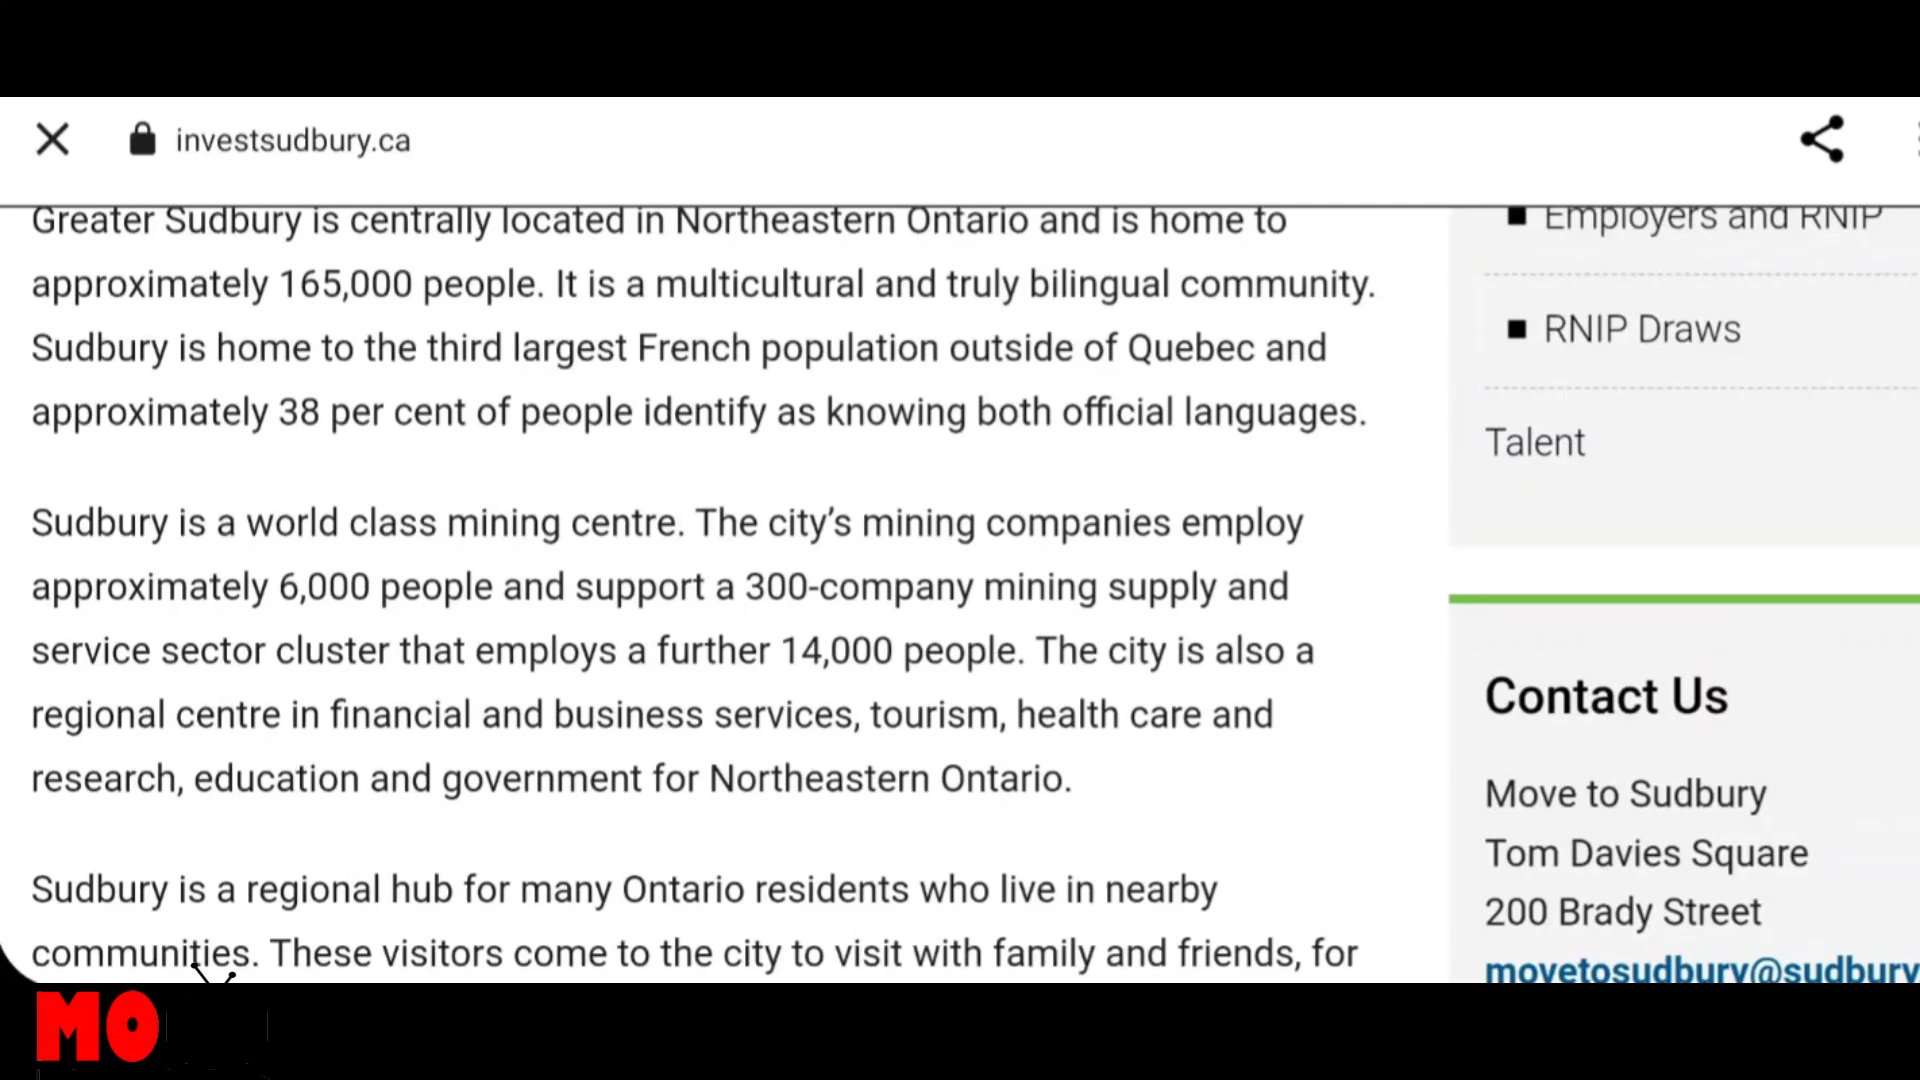 investsudbury.ca
Greater Sudbury is centrally located in Northeastern Ontario and is home to
approximately 165,000 people. It is a multicultural and truly bilingual community.
Sudbury is home to the third largest French population outside of Quebec and
approximately 38 per cent of people identify as knowing both official languages.
Sudbury is a world class mining centre. The city's mining companies employ
approximately 6,000 people and support a 300-company mining supply and
service sector cluster that employs a further 14,000 people. The city is also a
regional centre in financial and business services, tourism, health care and
research, education and government for Northeastern Ontario.
Sudbury is a regional hub for many Ontario residents who live in nearby
communities. These visitors come to the city to visit with family and friends, for
Employers and RNIP
RNIP Draws
Talent
Contact Us
Move to Sudbury
Tom Davies Square
200 Brady Street
movetosudbury@sudbury
MO